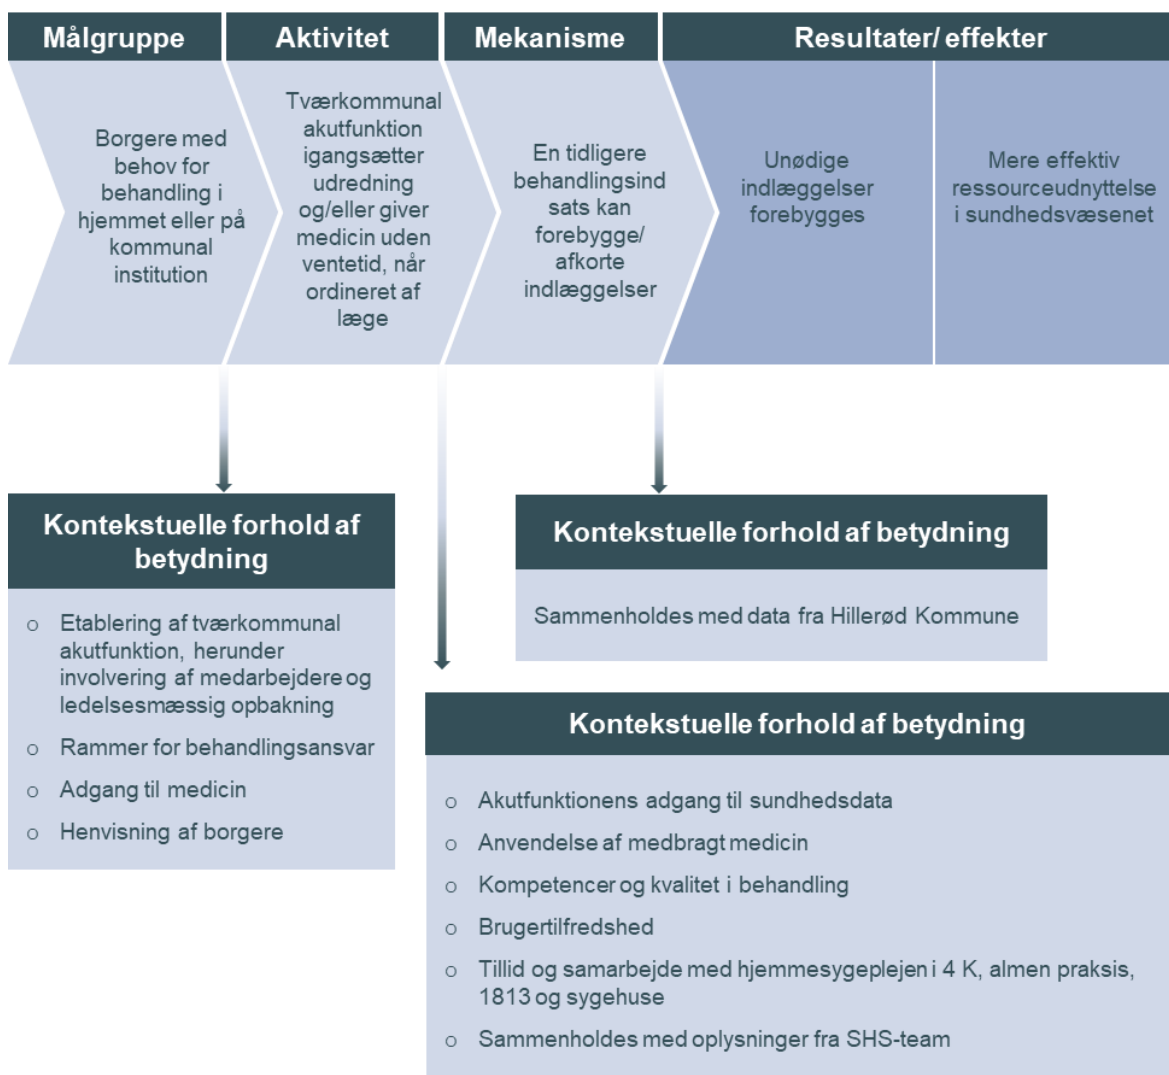 Målgruppe
Aktivitet
Mekanisme
Resultater/ effekter
Borgere med
behov for
behandling i
hjemmet eller på
kommunal
institution
Tværkommunal
akutfunktion
igangsætter
udredning
og/eller giver
medicin uden
ventetid, når
ordineret af
læge
En tidligere
behandlingsind
sats kan
forebygge/
afkorte
indlæggelser
Unødige
indlæggelser
forebygges
Mere effektiv
ressourceudnyttelse
i sundhedsvæsenet
Kontekstuelle forhold af
betydning
o Etablering af tværkommunal
akutfunktion, herunder
involvering af medarbejdere og
ledelsesmæssig opbakning
o Rammer for behandlingsansvar
o Adgang til medicin
o Henvisning af borgere
Kontekstuelle forhold af betydning
Sammenholdes med data fra Hillerød Kommune
Kontekstuelle forhold af betydning
o Akutfunktionens adgang til sundhedsdata
o Anvendelse af medbragt medicin
o Kompetencer og kvalitet i behandling
o Brugertilfredshed
o Tillid og samarbejde med hjemmesygeplejen i 4 K, almen praksis,
1813 og sygehuse
o Sammenholdes med oplysninger fra SHS-team